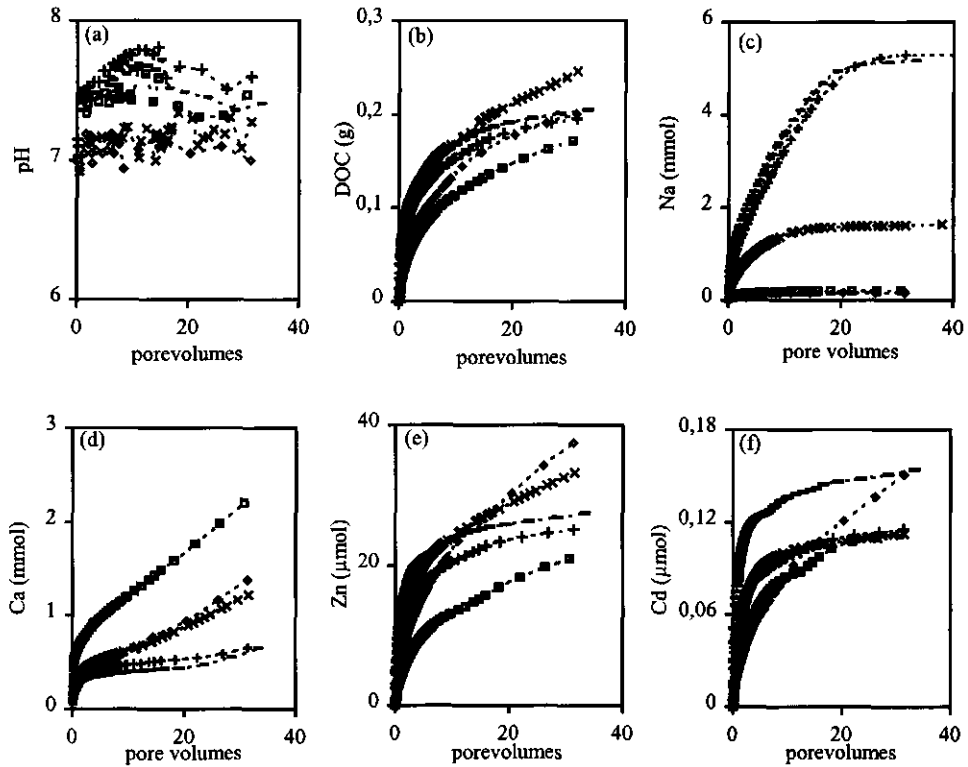 (a)
pH
8
7
6
0 20 40
porevolumes
(b)
DOC (g)
0,3
0,2
0,1
0
0 20 40
porevolumes
(c)
Na (mmol)
6
4
2
0
0 20 40
pore volumes
(d)
Ca (mmol)
3
2
1
0
0 20 40
pore volumes
(e)
Zn (µmol)
40
20
0
0 20 40
porevolumes
(f)
Cd (µmol)
0,18
0,12
0,06
0
0 20 40
porevolumes